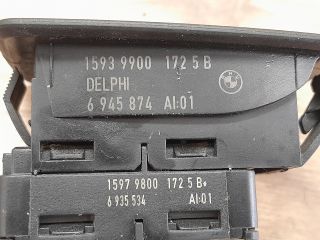 1593 9900 172 5 B
DELPHI
6 945 874 AI:01
1597 9800 172 5 B*
6 935 534 AI:01